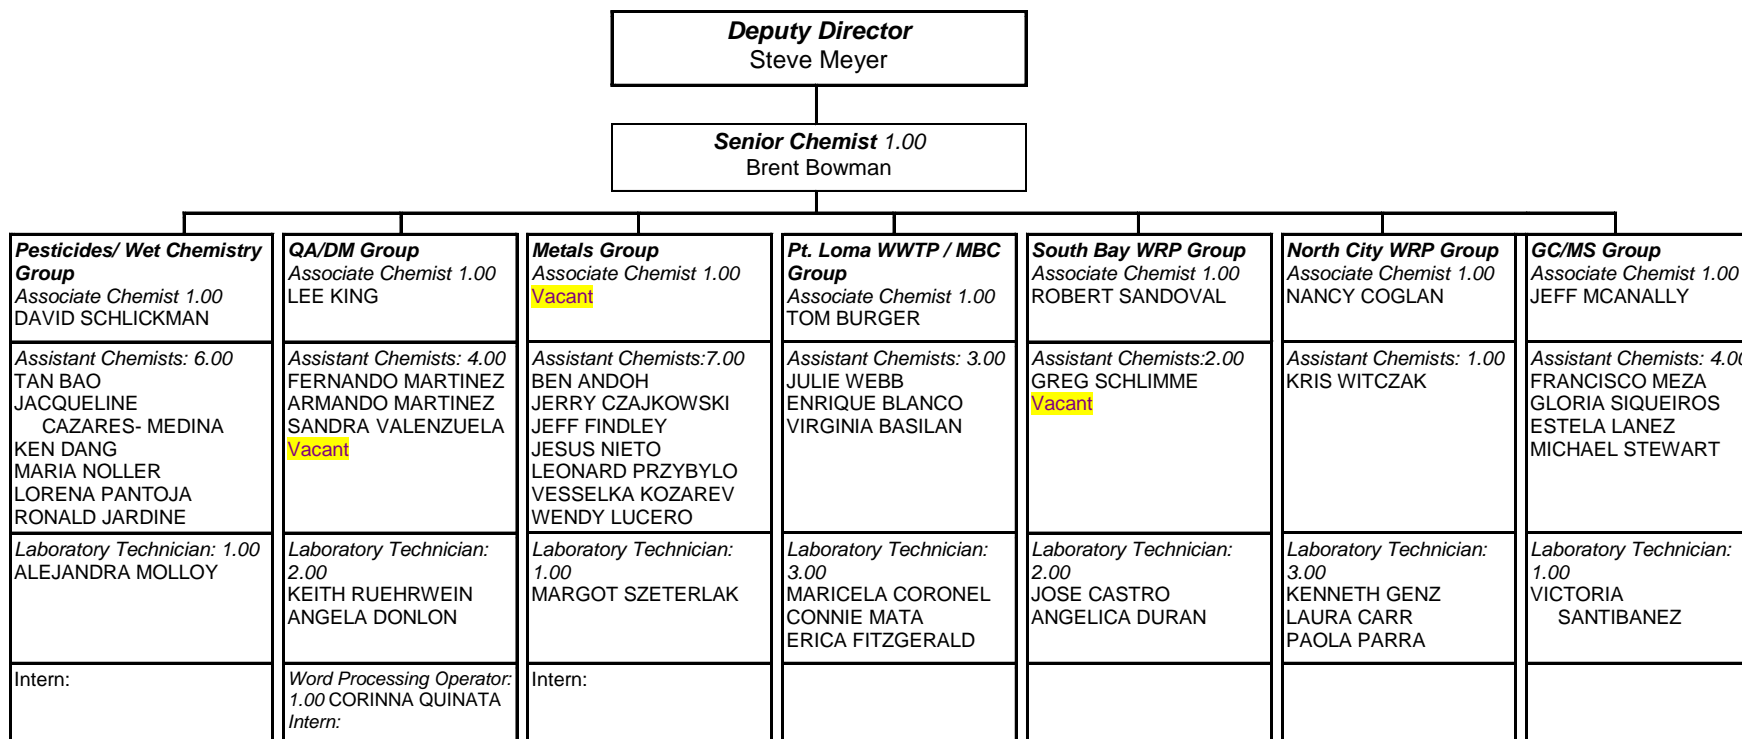 Deputy Director
Steve Meyer
Senior Chemist 1.00
Brent Bowman
Pesticides/ Wet Chemistry
Group
Associate Chemist 1.00
DAVID SCHLICKMAN
Assistant Chemists: 6.00
TAN BAO
JACQUELINE
CAZARES- MEDINA
KEN DANG
MARIA NOLLER
LORENA PANTOJA
RONALD JARDINE
Laboratory Technician: 1.00
ALEJANDRA MOLLOY
Intern:
QA/DM Group
Associate Chemist 1.00
LEE KING
Assistant Chemists: 4.00
FERNANDO MARTINEZ
ARMANDO MARTINEZ
SANDRA VALENZUELA
Vacant
Laboratory Technician:
2.00
KEITH RUEHRWEIN
ANGELA DONLON
Word Processing Operator:
1.00 CORINNA QUINATA
Intern:
Metals Group
Associate Chemist 1.00
Vacant
Assistant Chemists:7.00
BEN ANDOH
JERRY CZAJKOWSKI
JEFF FINDLEY
JESUS NIETO
LEONARD PRZYBYLO
VESSELKA KOZAREV
WENDY LUCERO
Laboratory Technician:
1.00
MARGOT SZETERLAK
Intern:
Pt. Loma WWTP / MBC
Group
Associate Chemist 1.00
TOM BURGER
Assistant Chemists: 3.00
JULIE WEBB
ENRIQUE BLANCO
VIRGINIA BASILAN
Laboratory Technician:
3.00
MARICELA CORONEL
CONNIE MATA
ERICA FITZGERALD
South Bay WRP Group
Associate Chemist 1.00
ROBERT SANDOVAL
Assistant Chemists:2.00
GREG SCHLIMME
Vacant
Laboratory Technician:
2.00
JOSE CASTRO
ANGELICA DURAN
North City WRP Group
Associate Chemist 1.00
NANCY COGLAN
Assistant Chemists: 1.00
KRIS WITCZAK
Laboratory Technician:
3.00
KENNETH GENZ
LAURA CARR
PAOLA PARRA
GC/MS Group
Associate Chemist 1.00
JEFF MCANALLY
Assistant Chemists: 4.00
FRANCISCO MEZA
GLORIA SIQUEIROS
ESTELA LANEZ
MICHAEL STEWART
Laboratory Technician:
1.00
VICTORIA
SANTIBANEZ